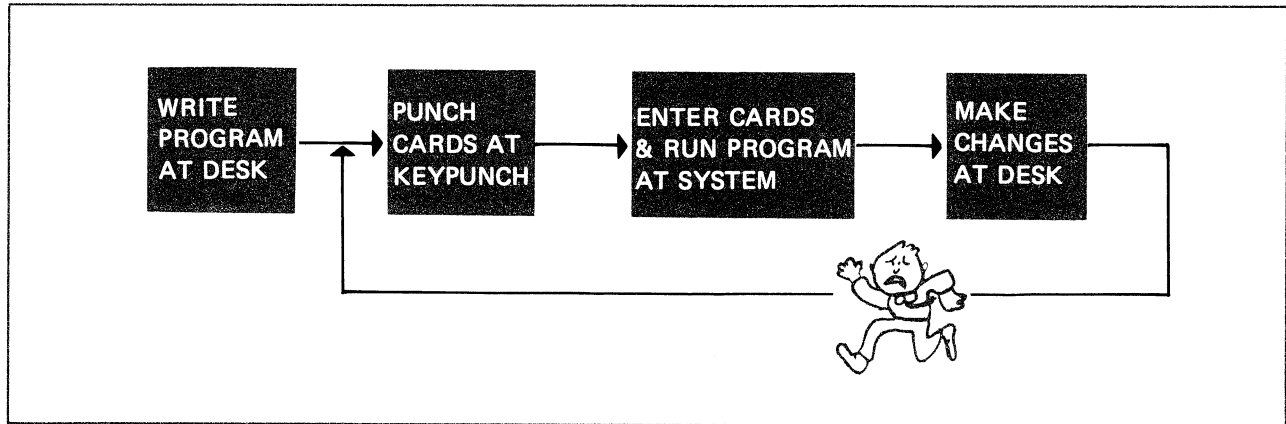 WRITE
PROGRAM
AT DESK
PUNCH
CARDS AT
KEYPUNCH
ENTER CARDS
& RUN PROGRAM
AT SYSTEM
MAKE
CHANGES
AT DESK